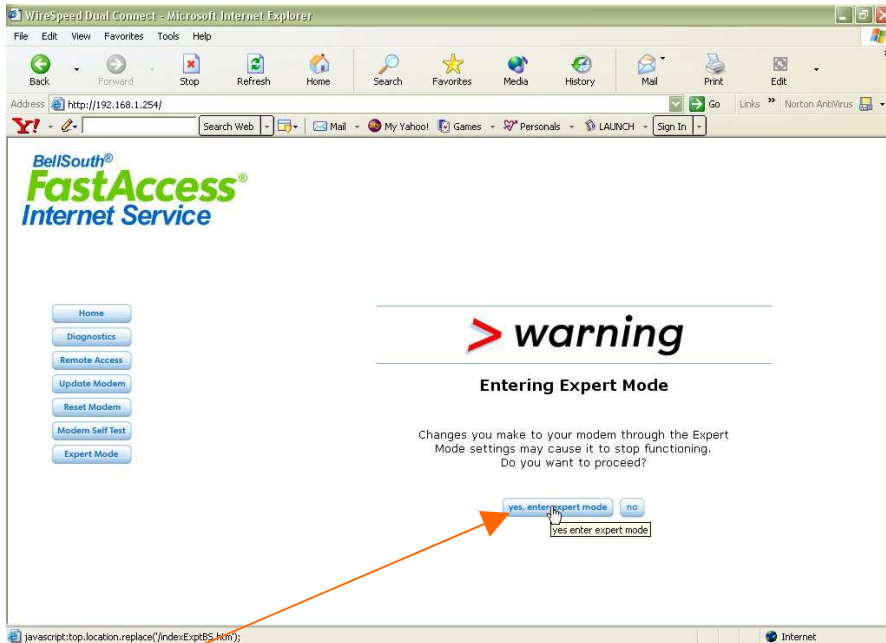 WireSpeed Dual Connect - Microsoft Internet Explorer
File Edit View Favorites Tools Help
Back Forward Stop Refresh Home Search Favorites Media History Mail Print Edit
Address http://192.168.1.254/ Go Links » Norton AntiVirus
Y! Search Web Mail My Yahoo! Games Personals LAUNCH Sign In
BellSouth®
FastAccess®
Internet Service
Home
Diagnostics
Remote Access
Update Modem
Reset Modem
Modem Self Test
Expert Mode
> warning
Entering Expert Mode
Changes you make to your modem through the Expert
Mode settings may cause it to stop functioning.
Do you want to proceed?
yes, enter expert mode no
yes enter expert mode
javascript:top.location.replace('/indexExptBS.htm'); Internet